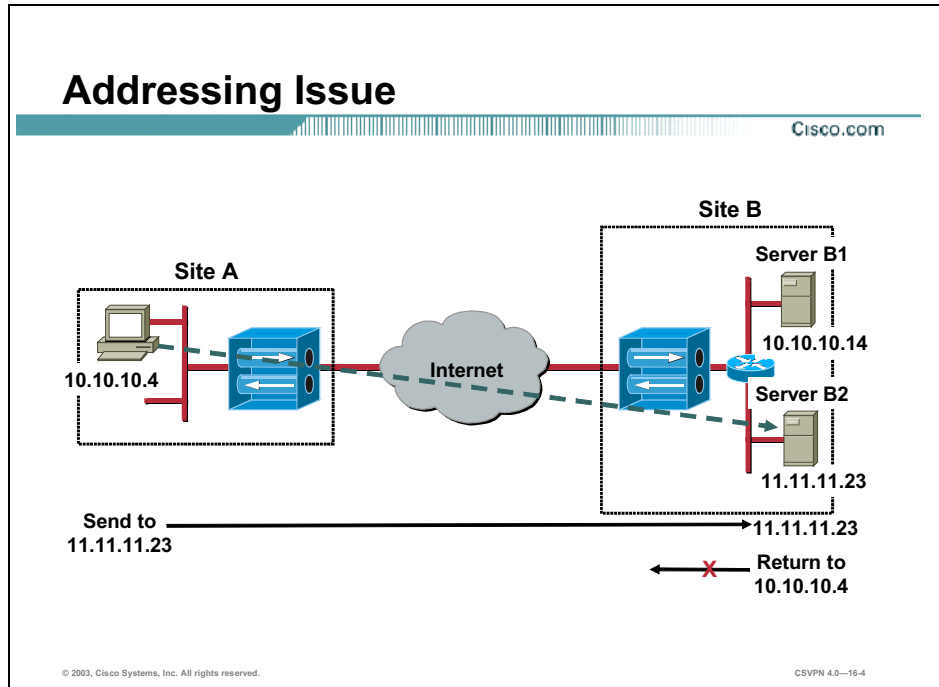 Addressing Issue
Cisco.com
Site B
Server B1
Site A
10.10.10.14
10.10.10.4
Internet
Server B2
11.11.11.23
Send to
11.11.11.23
11.11.11.23
Return to
10.10.10.4
X
© 2003, Cisco Systems, Inc. All rights reserved.
CSVPN 4.0—16-4